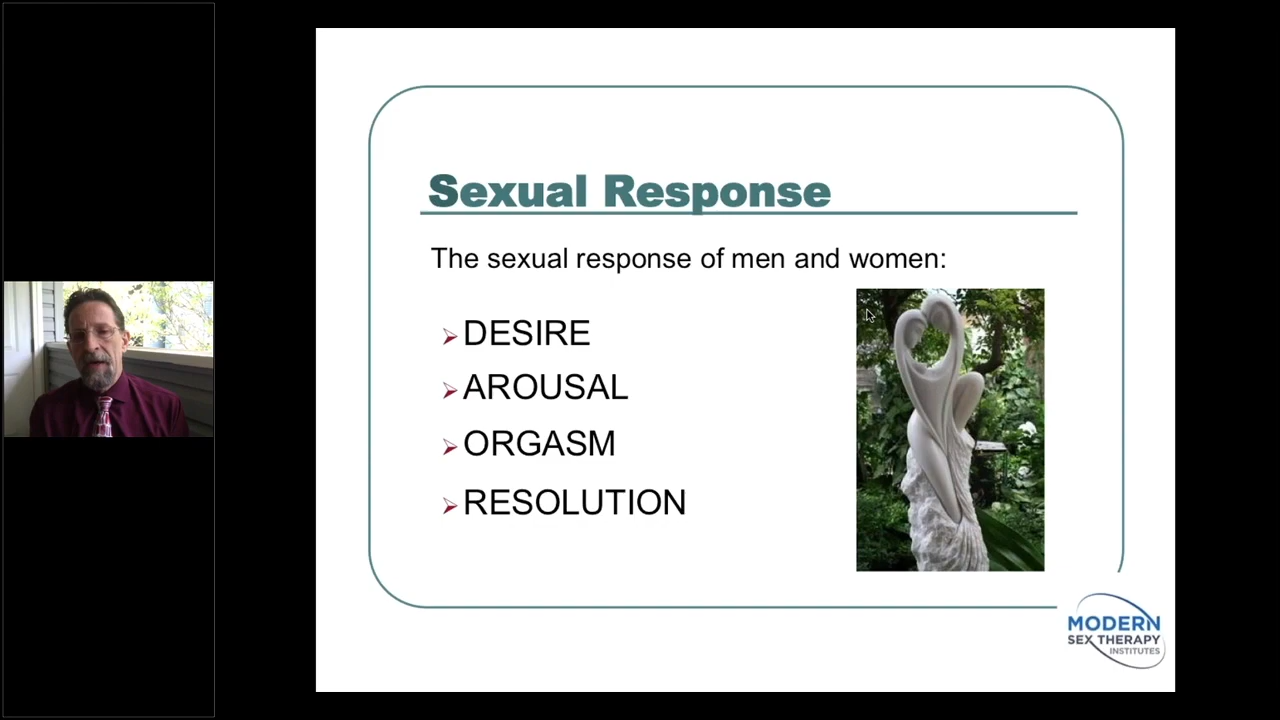 Sexual Response
The sexual response of men and women:
DESIRE
AROUSAL
ORGASM
RESOLUTION
MODERN
SEX THERAPY
INSTITUTES